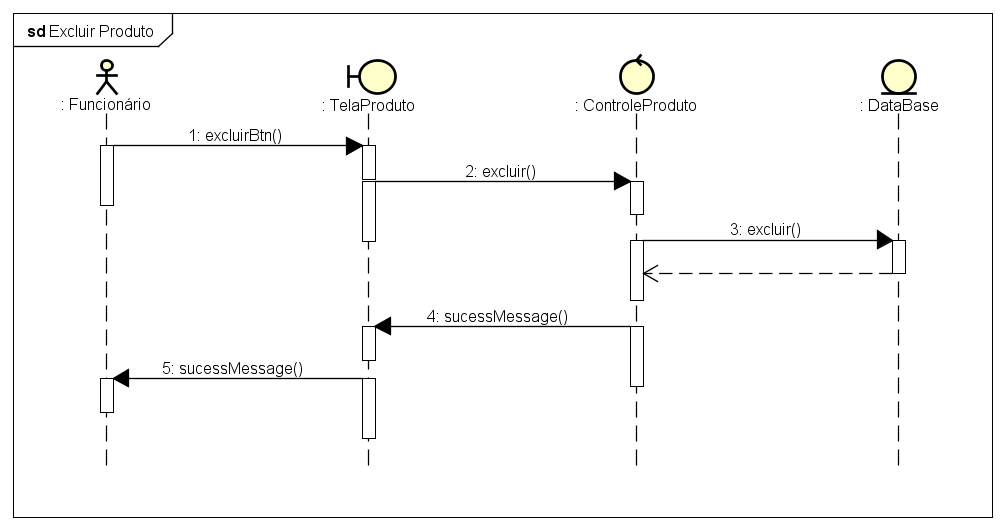 sd Excluir Produto
: Funcionário
: TelaProduto
: ControleProduto
: DataBase
1: excluirBtn()
2: excluir()
3: excluir()
4: sucessMessage()
5: sucessMessage()